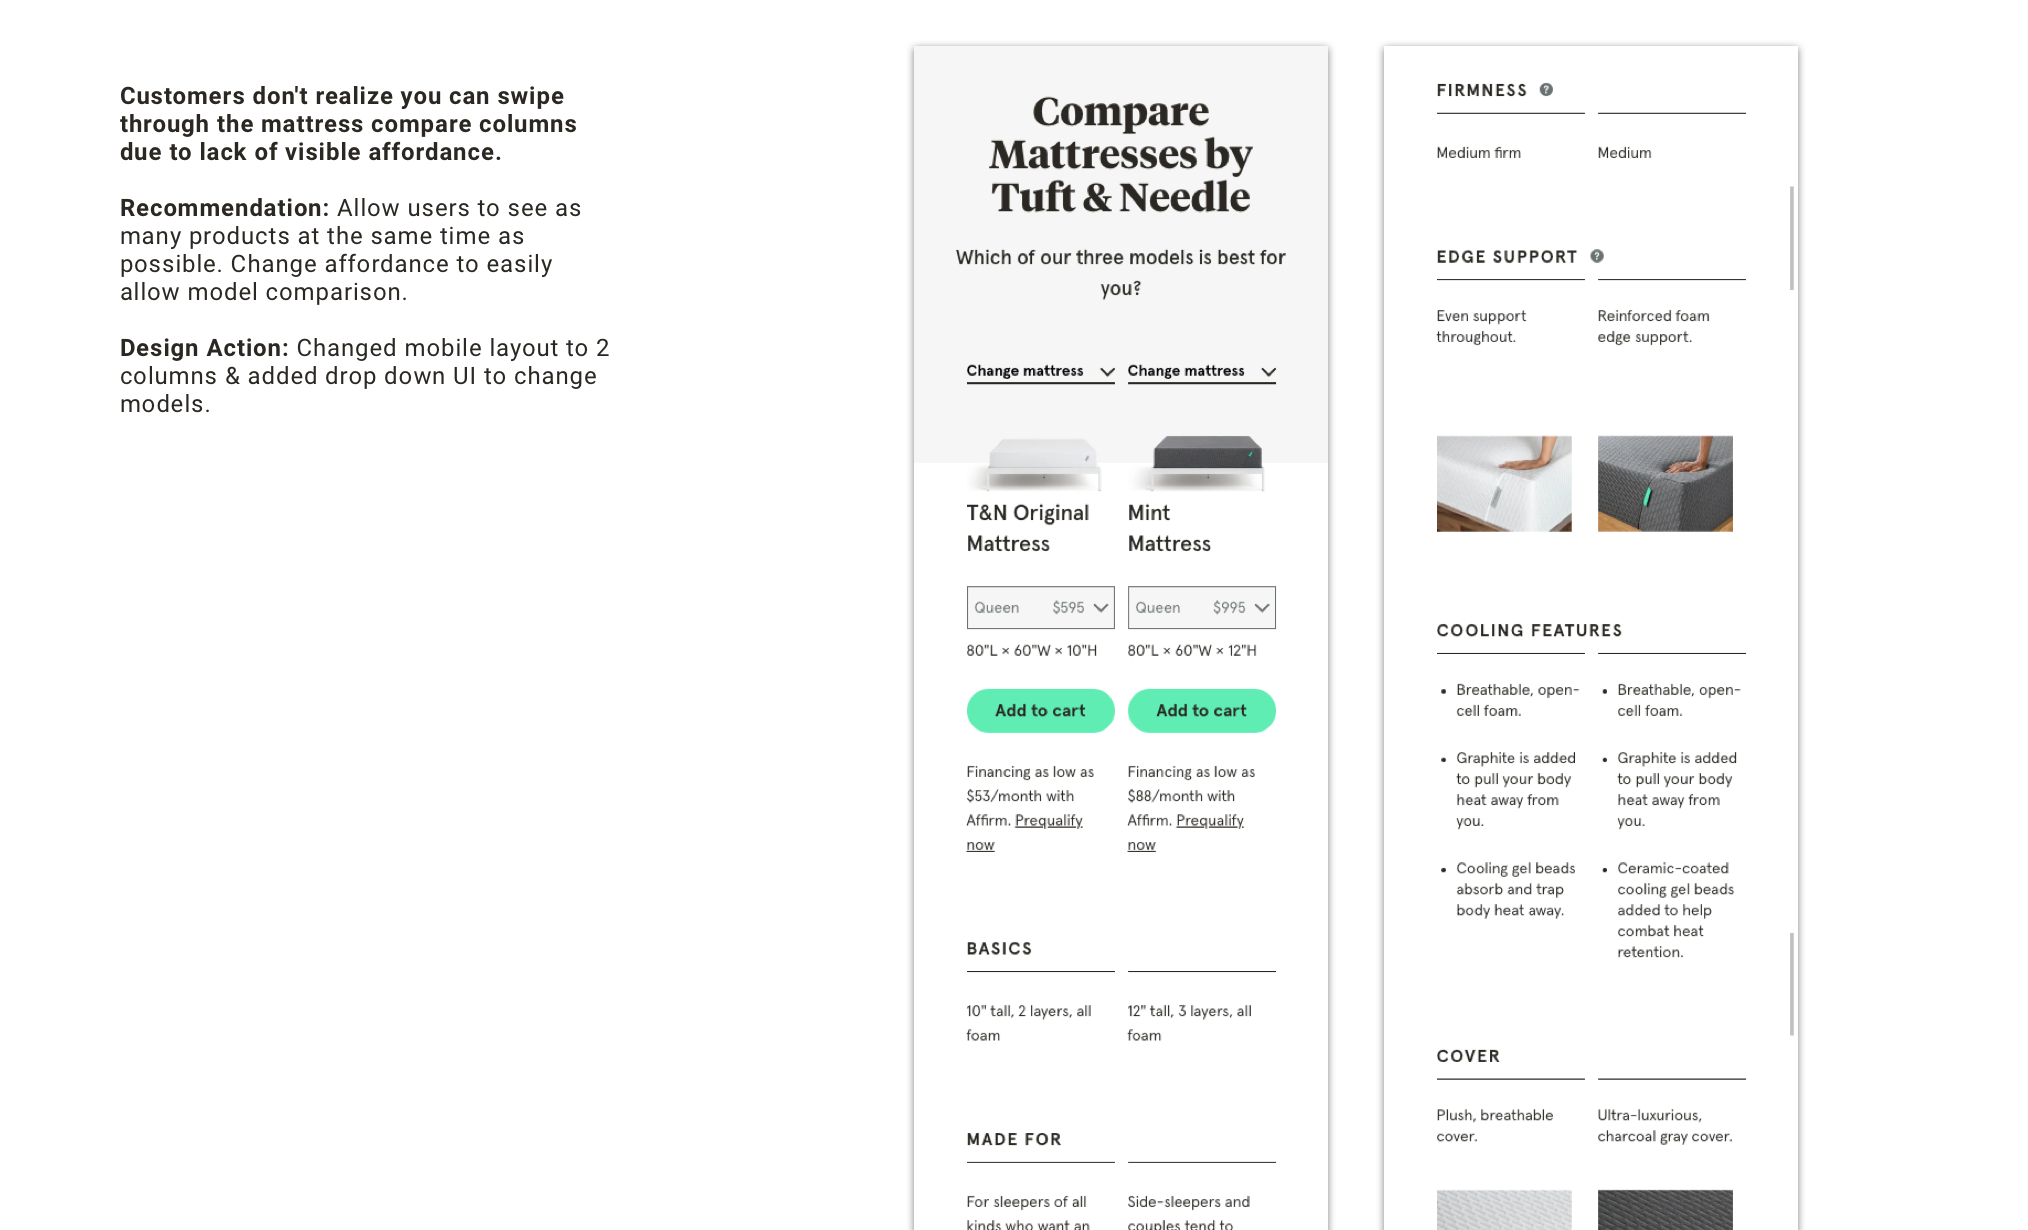 Customers don't realize you can swipe
through the mattress compare columns
due to lack of visible affordance.
Recommendation: Allow users to see as
many products at the same time as
possible. Change affordance to easily
allow model comparison.
Design Action: Changed mobile layout to 2
columns & added drop down UI to change
models.
Compare
Mattresses by
Tuft & Needle
Which of our three models is best for
you?
Change mattress Change mattress
T&N Original Mint
Mattress Mattress
Queen $595 Queen $995
80"L × 60"W × 10"H 80"L × 60"W × 12"H
Add to cart Add to cart
Financing as low as Financing as low as
$53/month with $88/month with
Affirm. Prequalify Affirm. Prequalify
now now
BASICS
10" tall, 2 layers, all 12" tall, 3 layers, all
foam foam
MADE FOR
For sleepers of all Side-sleepers and
kinds who want an couples tend to
FIRMNESS ?
Medium firm Medium
EDGE SUPPORT ?
Even support Reinforced foam
throughout. edge support.
COOLING FEATURES
• Breathable, open- • Breathable, open-
cell foam. cell foam.
• Graphite is added • Graphite is added
to pull your body to pull your body
heat away from heat away from
you. you.
• Cooling gel beads • Ceramic-coated
absorb and trap cooling gel beads
body heat away. added to help
combat heat
retention.
COVER
Plush, breathable Ultra-luxurious,
cover. charcoal gray cover.